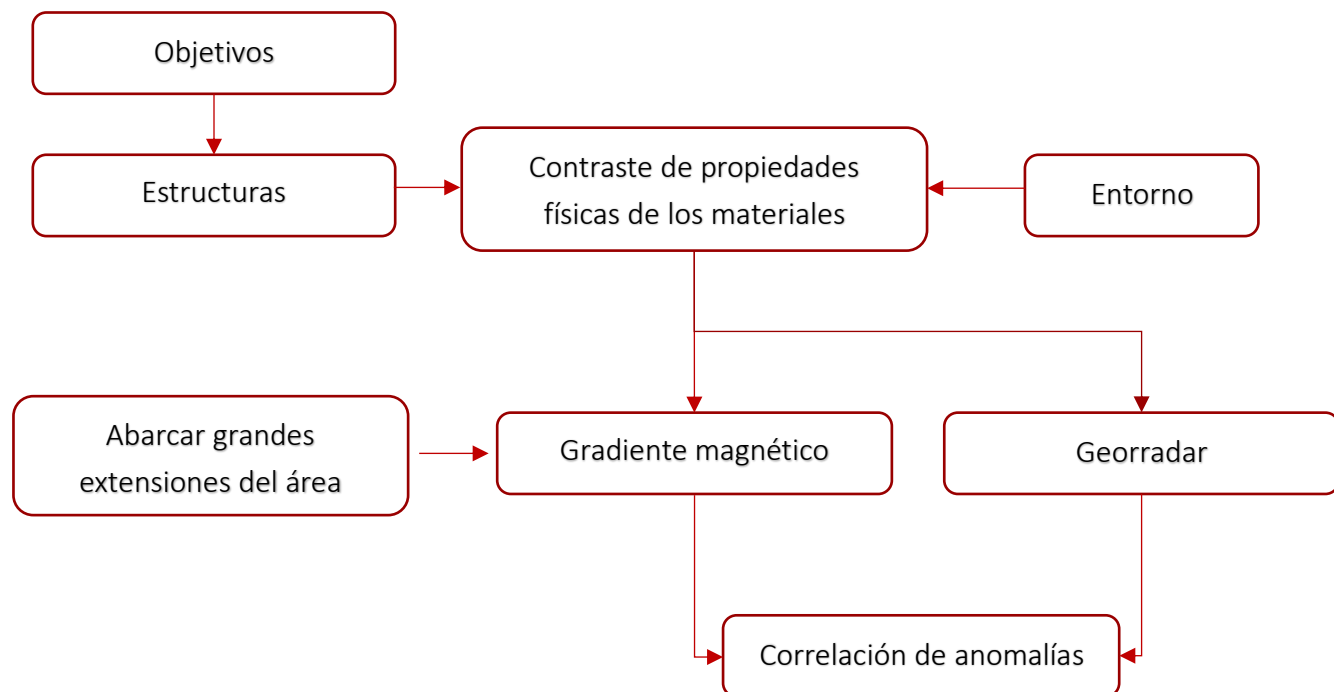 Objetivos
Estructuras
Contraste de propiedades
físicas de los materiales
Entorno
Abarcar grandes
extensiones del área
Gradiente magnético
Georradar
Correlación de anomalías